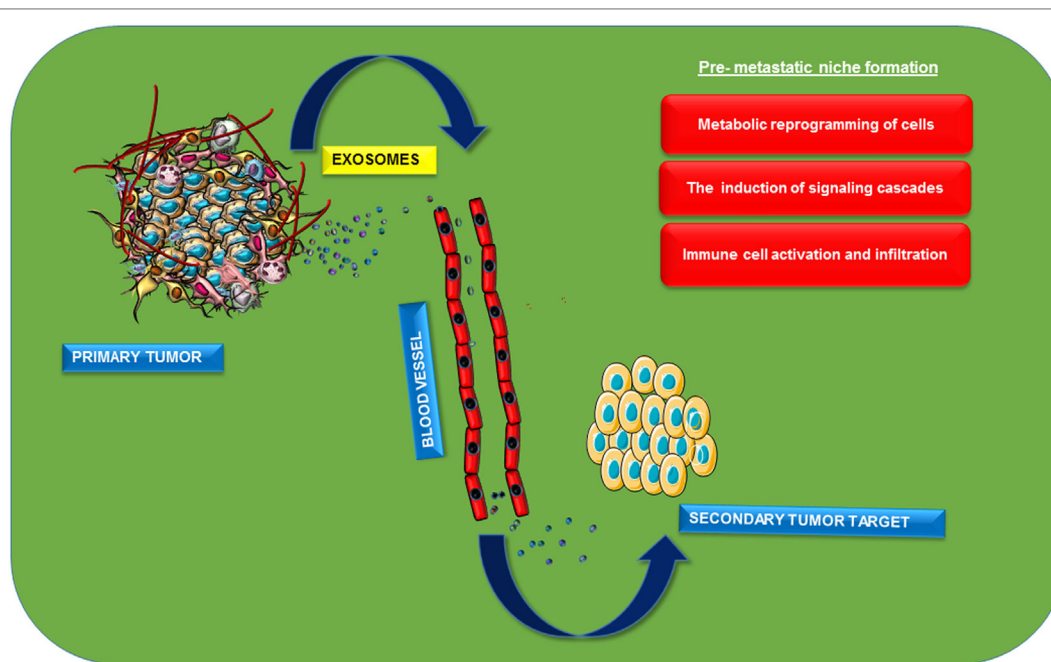 Pre- metastatic niche formation
Metabolic reprogramming of cells
EXOSOMES
The induction of signaling cascades
Immune cell activation and infiltration
PRIMARY TUMOR
BLOOD VESSEL
SECONDARY TUMOR TARGET